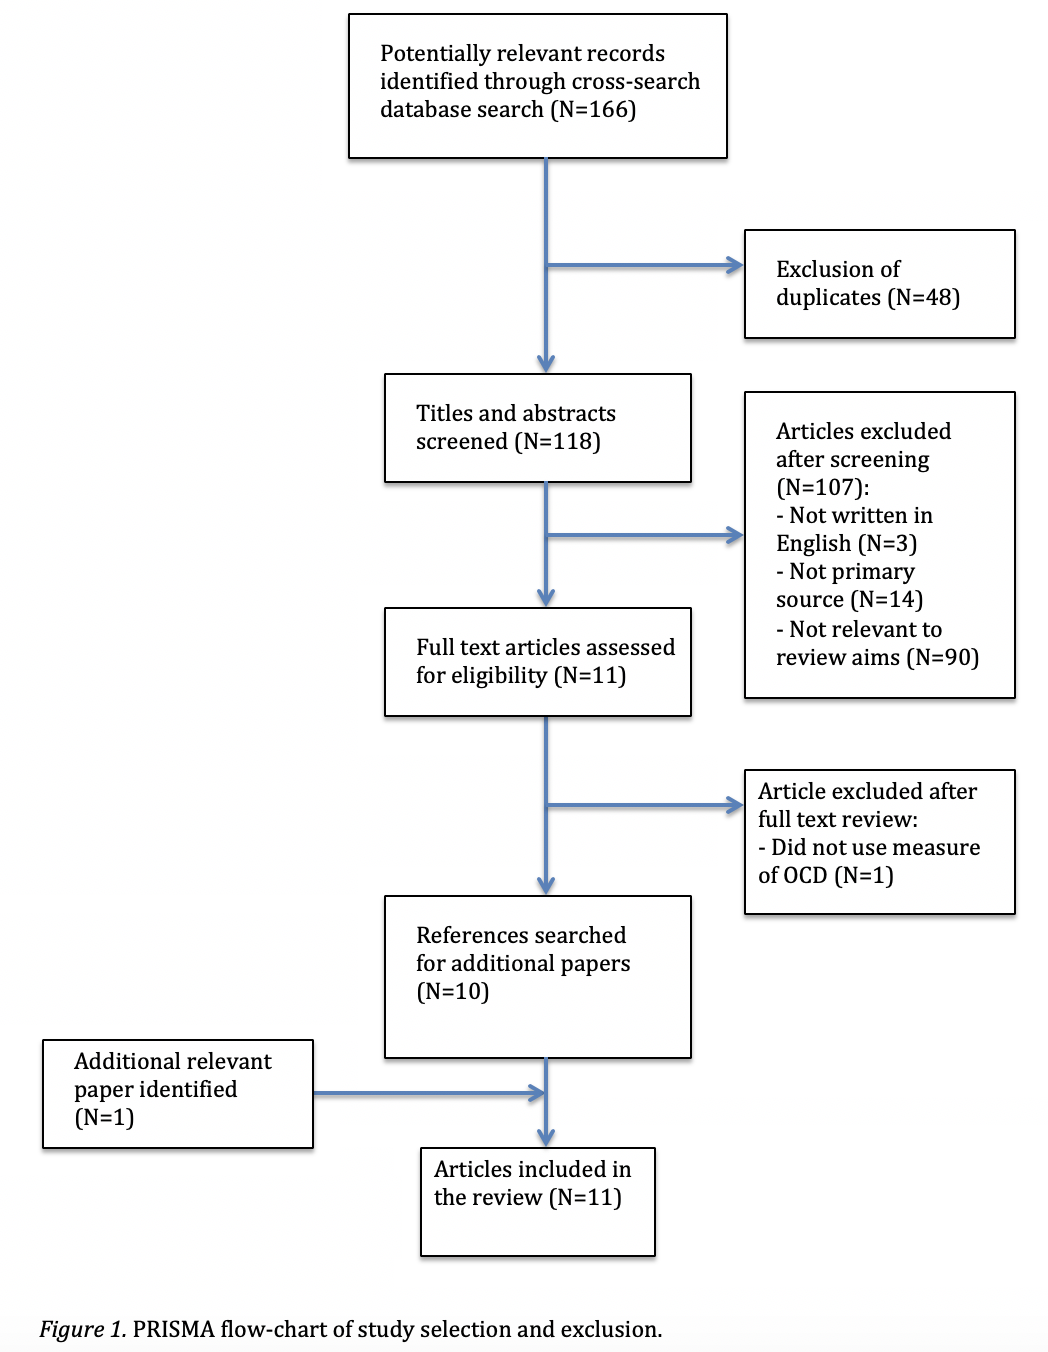 Potentially relevant records
identified through cross-search
database search (N=166)
Exclusion of
duplicates (N=48)
Titles and abstracts
screened (N=118)
Articles excluded
after screening
(N=107):
- Not written in
English (N=3)
- Not primary
source (N=14)
- Not relevant to
review aims (N=90)
Full text articles assessed
for eligibility (N=11)
Article excluded after
full text review:
- Did not use measure
of OCD (N=1)
References searched
for additional papers
(N=10)
Additional relevant
paper identified
(N=1)
Articles included in
the review (N=11)
Figure 1. PRISMA flow-chart of study selection and exclusion.